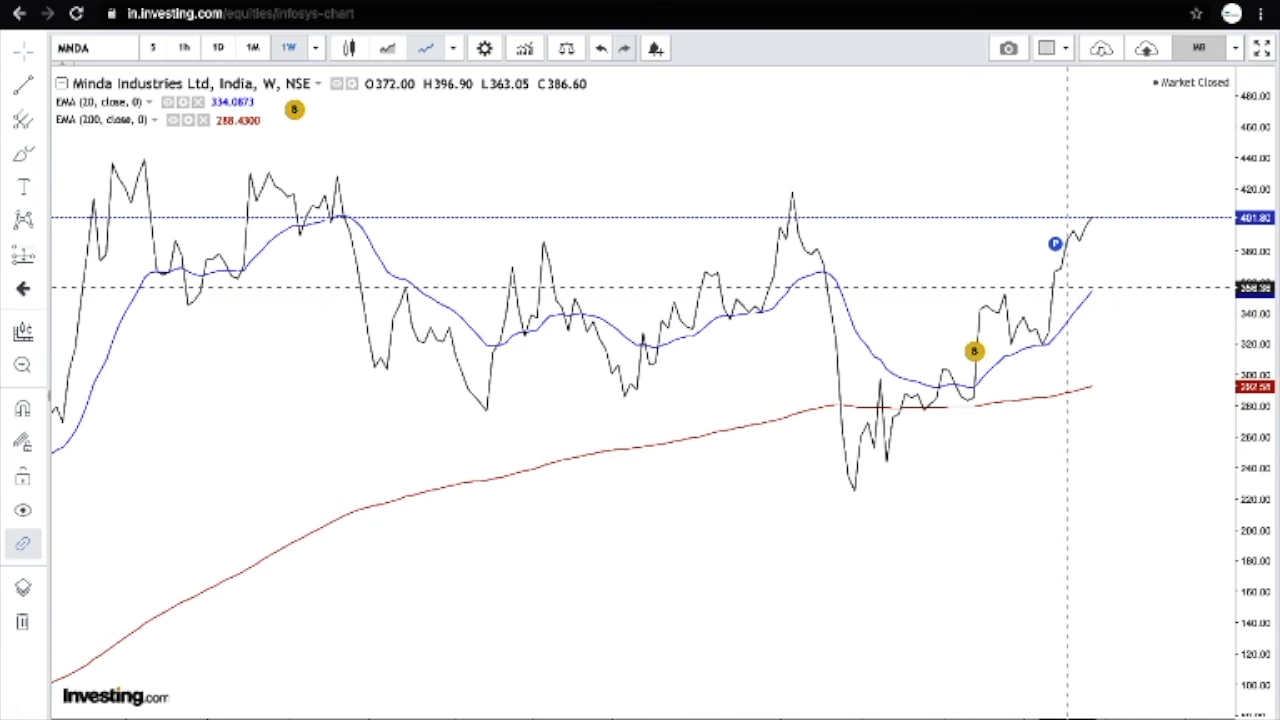 in.investing.com/equities/infosys-chart
MNDA 5 1h 1D 1M 1W
Minda Industries Ltd, India, W, NSE O372.00 H396.90 L363.05 C386.60
Market Closed
EMA (20, close, 0) 334.0873
EMA (200, close, 0) 288.4300
S
480.00
460.00
440.00
420.00
401.80
380.00
P
340.00
320.00
S
300.00
292.58
280.00
260.00
240.00
220.00
200.00
180.00
160.00
140.00
120.00
100.00
Investing.com